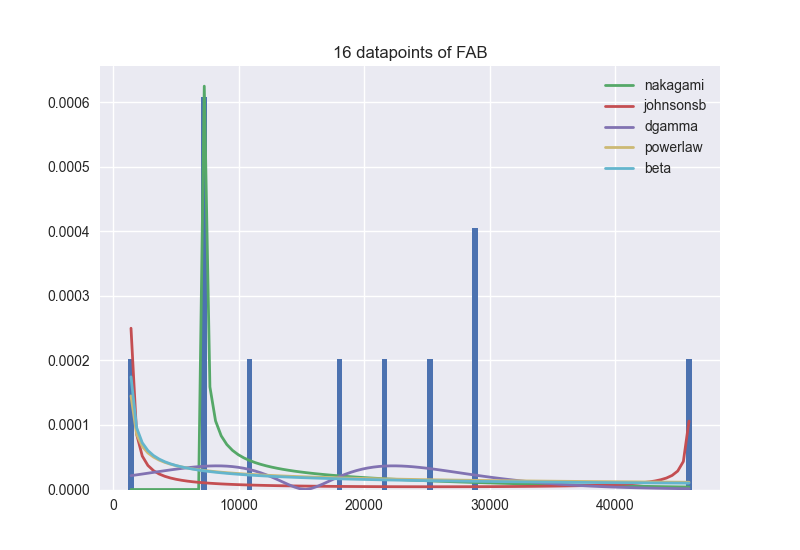 16 datapoints of FAB
nakagami
johnsonsb
dgamma
powerlaw
beta
0.0006
0.0005
0.0004
0.0003
0.0002
0.0001
0.0000
0 10000 20000 30000 40000